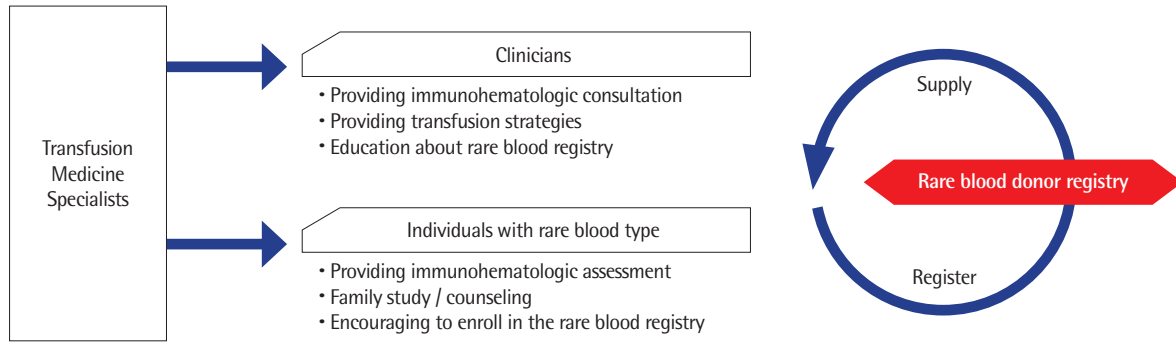 Transfusion
Medicine
Specialists
Clinicians
• Providing immunohematologic consultation
• Providing transfusion strategies
• Education about rare blood registry
Individuals with rare blood type
• Providing immunohematologic assessment
• Family study / counseling
• Encouraging to enroll in the rare blood registry
Supply
Rare blood donor registry
Register